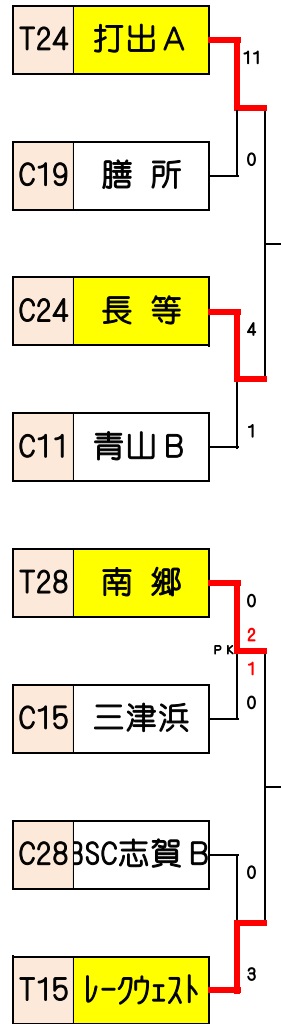 T24 打出A
11
0
C19 膳所
C24 長等
4
1
C11 青山B
T28 南郷
0
PK 2
1
0
C15 三津浜
C28 BSC志賀B
0
3
T15 レークウェスト